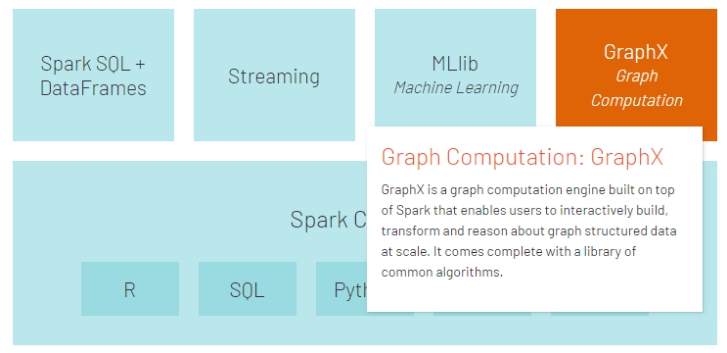 Spark SQL +
DataFrames
Streaming
MLlib
Machine Learning
GraphX
Graph
Computation
Graph Computation: GraphX
GraphX is a graph computation engine built on top
of Spark that enables users to interactively build,
transform and reason about graph structured data
at scale. It comes complete with a library of
common algorithms.
Spark C
R
SQL
Pyth